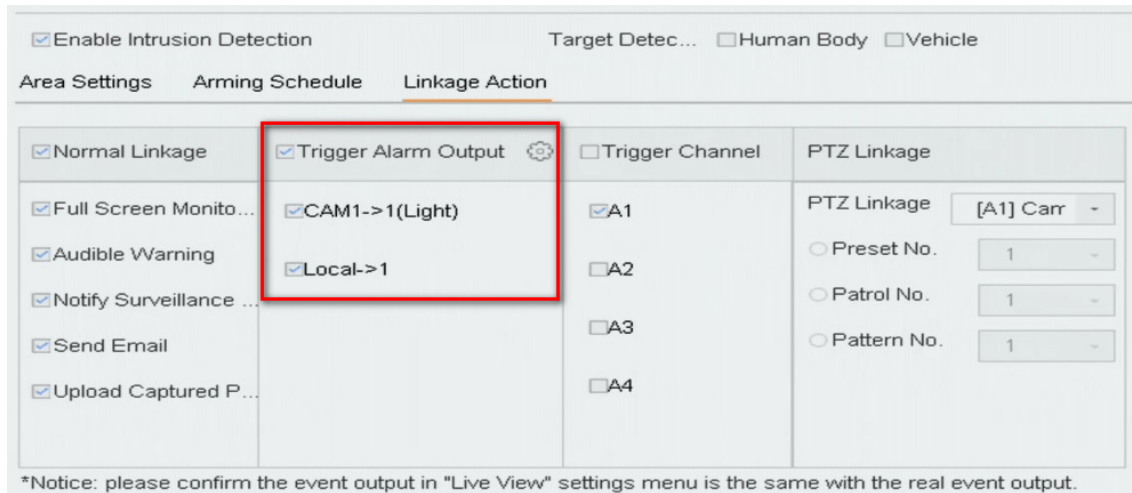 Enable Intrusion Detection Target Detec... Human Body Vehicle
Area Settings Arming Schedule Linkage Action
Normal Linkage Trigger Alarm Output Trigger Channel PTZ Linkage
Full Screen Monito... CAM1->1(Light) A1 PTZ Linkage [A1] Cam
Audible Warning Local->1 A2 Preset No. 1
Notify Surveillance ... A3 Patrol No. 1
Send Email Pattern No. 1
Upload Captured P... A4
*Notice: please confirm the event output in "Live View" settings menu is the same with the real event output.